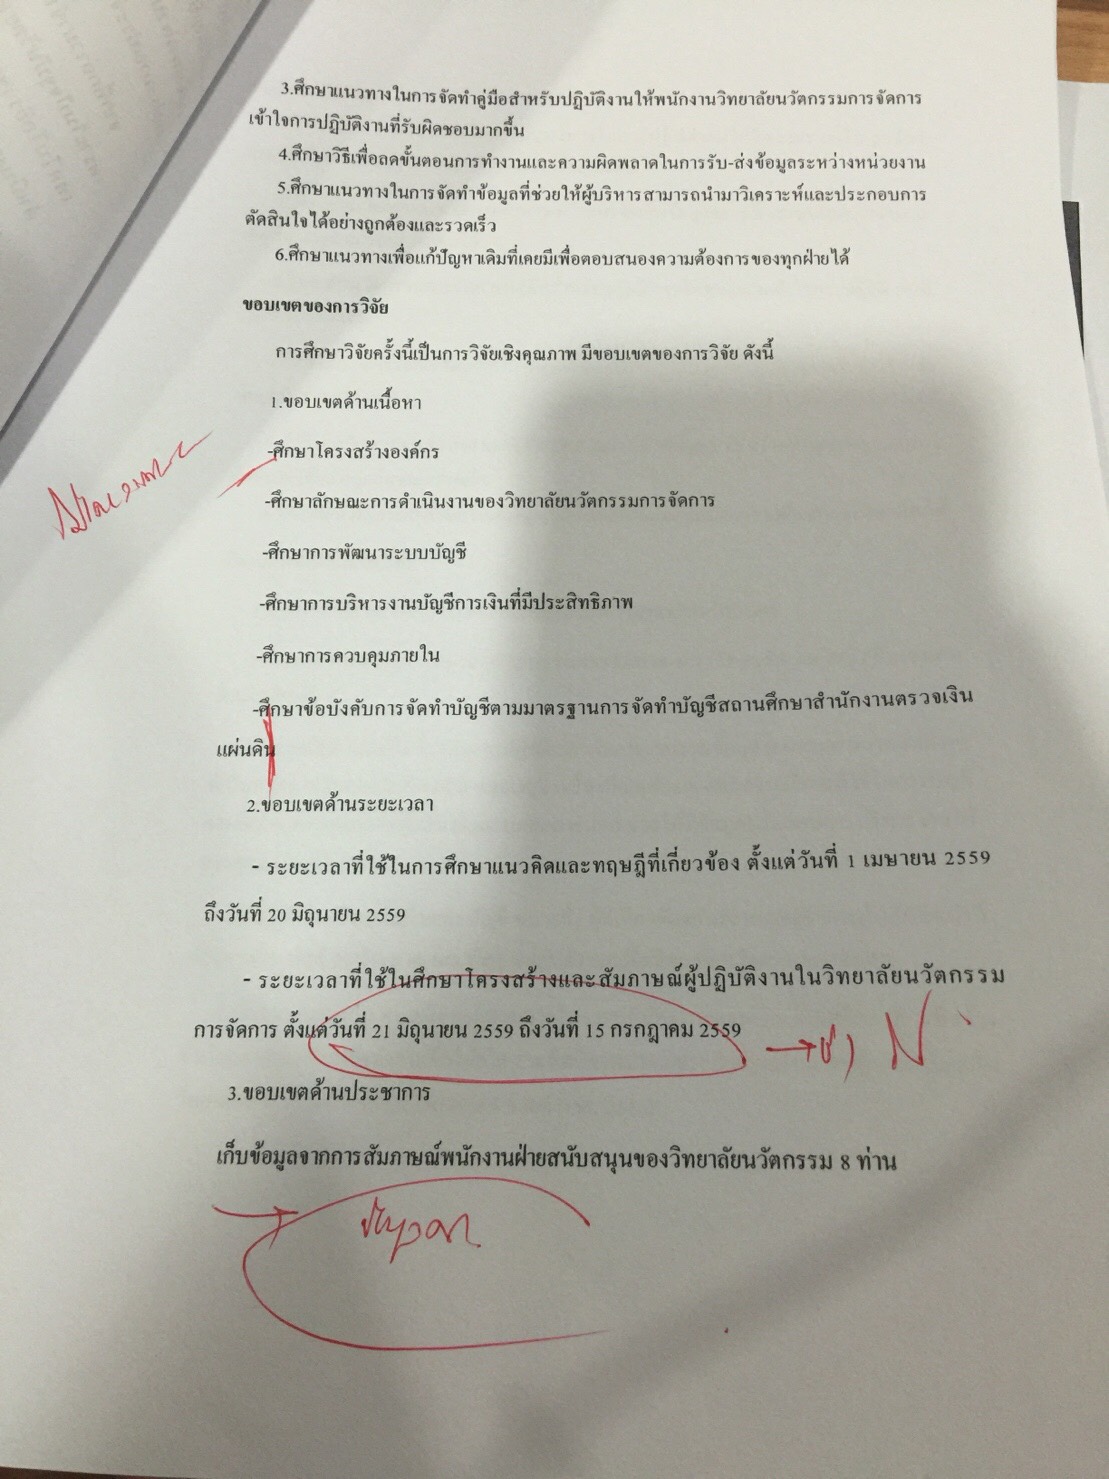 3.ศึกษาแนวทางในการจัดทำคู่มือสำหรับปฏิบัติงานให้พนักงานวิทยาลัยนวัตกรรมการจัดการ
เข้าใจการปฏิบัติงานที่รับผิดชอบมากขึ้น
4.ศึกษาวิธีเพื่อลดขั้นตอนการทำงานและความผิดพลาดในการรับ-ส่งข้อมูลระหว่างหน่วยงาน
5.ศึกษาแนวทางในการจัดทำข้อมูลที่ช่วยให้ผู้บริหารสามารถนำมาวิเคราะห์และประกอบการ
ตัดสินใจได้อย่างถูกต้องและรวดเร็ว
6.ศึกษาแนวทางเพื่อแก้ปัญหาเดิมที่เคยมีเพื่อตอบสนองความต้องการของทุกฝ่ายได้
ขอบเขตของการวิจัย
การศึกษาวิจัยครั้งนี้เป็นการวิจัยเชิงคุณภาพ มีขอบเขตของการวิจัย ดังนี้
1.ขอบเขตด้านเนื้อหา
-ศึกษาโครงสร้างองค์กร
-ศึกษาลักษณะการดำเนินงานของวิทยาลัยนวัตกรรมการจัดการ
-ศึกษาการพัฒนาระบบบัญชี
-ศึกษาการบริหารงานบัญชีการเงินที่มีประสิทธิภาพ
-ศึกษาการควบคุมภายใน
-ศึกษาข้อบังคับการจัดทำบัญชีตามมาตรฐานการจัดทำบัญชีสถานศึกษาสำนักงานตรวจเงิน
แผ่นดิน
2.ขอบเขตด้านระยะเวลา
- ระยะเวลาที่ใช้ในการศึกษาแนวคิดและทฤษฎีที่เกี่ยวข้อง ตั้งแต่วันที่ 1 เมษายน 2559
ถึงวันที่ 20 มิถุนายน 2559
- ระยะเวลาที่ใช้ในศึกษาโครงสร้างและสัมภาษณ์ผู้ปฏิบัติงานในวิทยาลัยนวัตกรรม
การจัดการ ตั้งแต่วันที่ 21 มิถุนายน 2559 ถึงวันที่ 15 กรกฎาคม 2559
3.ขอบเขตด้านประชาการ
เก็บข้อมูลจากการสัมภาษณ์พนักงานฝ่ายสนับสนุนของวิทยาลัยนวัตกรรม 8 ท่าน